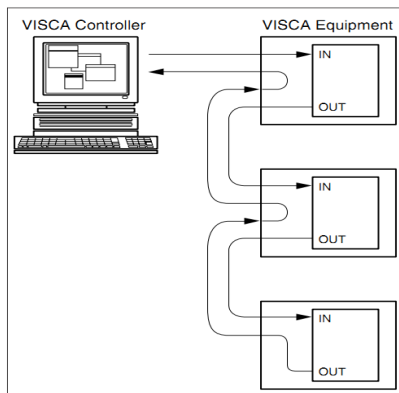 VISCA Controller
VISCA Equipment
IN
OUT
IN
OUT
IN
OUT